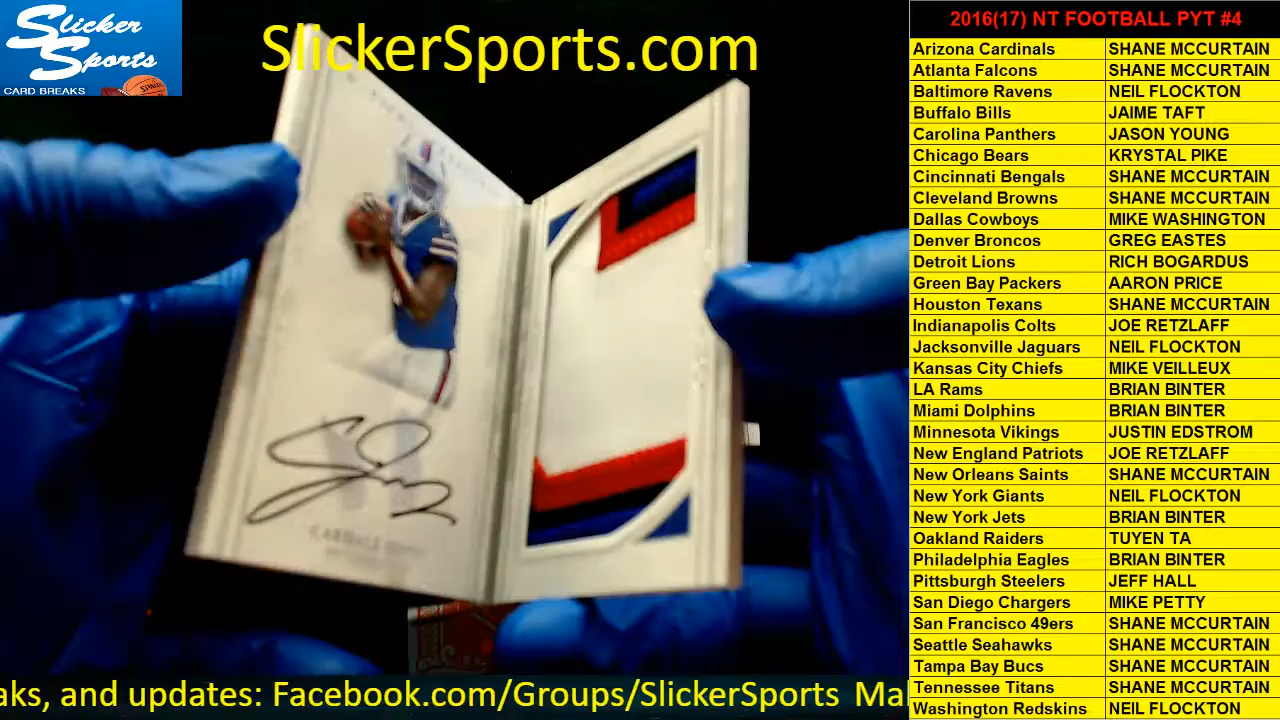 Slicker
Sports
CARD BREAKS
SlickerSports.com
2016(17) NT FOOTBALL PYT #4
Arizona Cardinals SHANE MCCURTAIN
Atlanta Falcons SHANE MCCURTAIN
Baltimore Ravens NEIL FLOCKTON
Buffalo Bills JAIME TAFT
Carolina Panthers JASON YOUNG
Chicago Bears KRYSTAL PIKE
Cincinnati Bengals SHANE MCCURTAIN
Cleveland Browns SHANE MCCURTAIN
Dallas Cowboys MIKE WASHINGTON
Denver Broncos GREG EASTES
Detroit Lions RICH BOGARDUS
Green Bay Packers AARON PRICE
Houston Texans SHANE MCCURTAIN
Indianapolis Colts JOE RETZLAFF
Jacksonville Jaguars NEIL FLOCKTON
Kansas City Chiefs MIKE VEILLEUX
LA Rams BRIAN BINTER
Miami Dolphins BRIAN BINTER
Minnesota Vikings JUSTIN EDSTROM
New England Patriots JOE RETZLAFF
New Orleans Saints SHANE MCCURTAIN
New York Giants NEIL FLOCKTON
New York Jets BRIAN BINTER
Oakland Raiders TUYEN TA
Philadelphia Eagles BRIAN BINTER
Pittsburgh Steelers JEFF HALL
San Diego Chargers MIKE PETTY
San Francisco 49ers SHANE MCCURTAIN
Seattle Seahawks SHANE MCCURTAIN
Tampa Bay Bucs SHANE MCCURTAIN
Tennessee Titans SHANE MCCURTAIN
Washington Redskins NEIL FLOCKTON
aks, and updates: Facebook.com/Groups/SlickerSports Mal